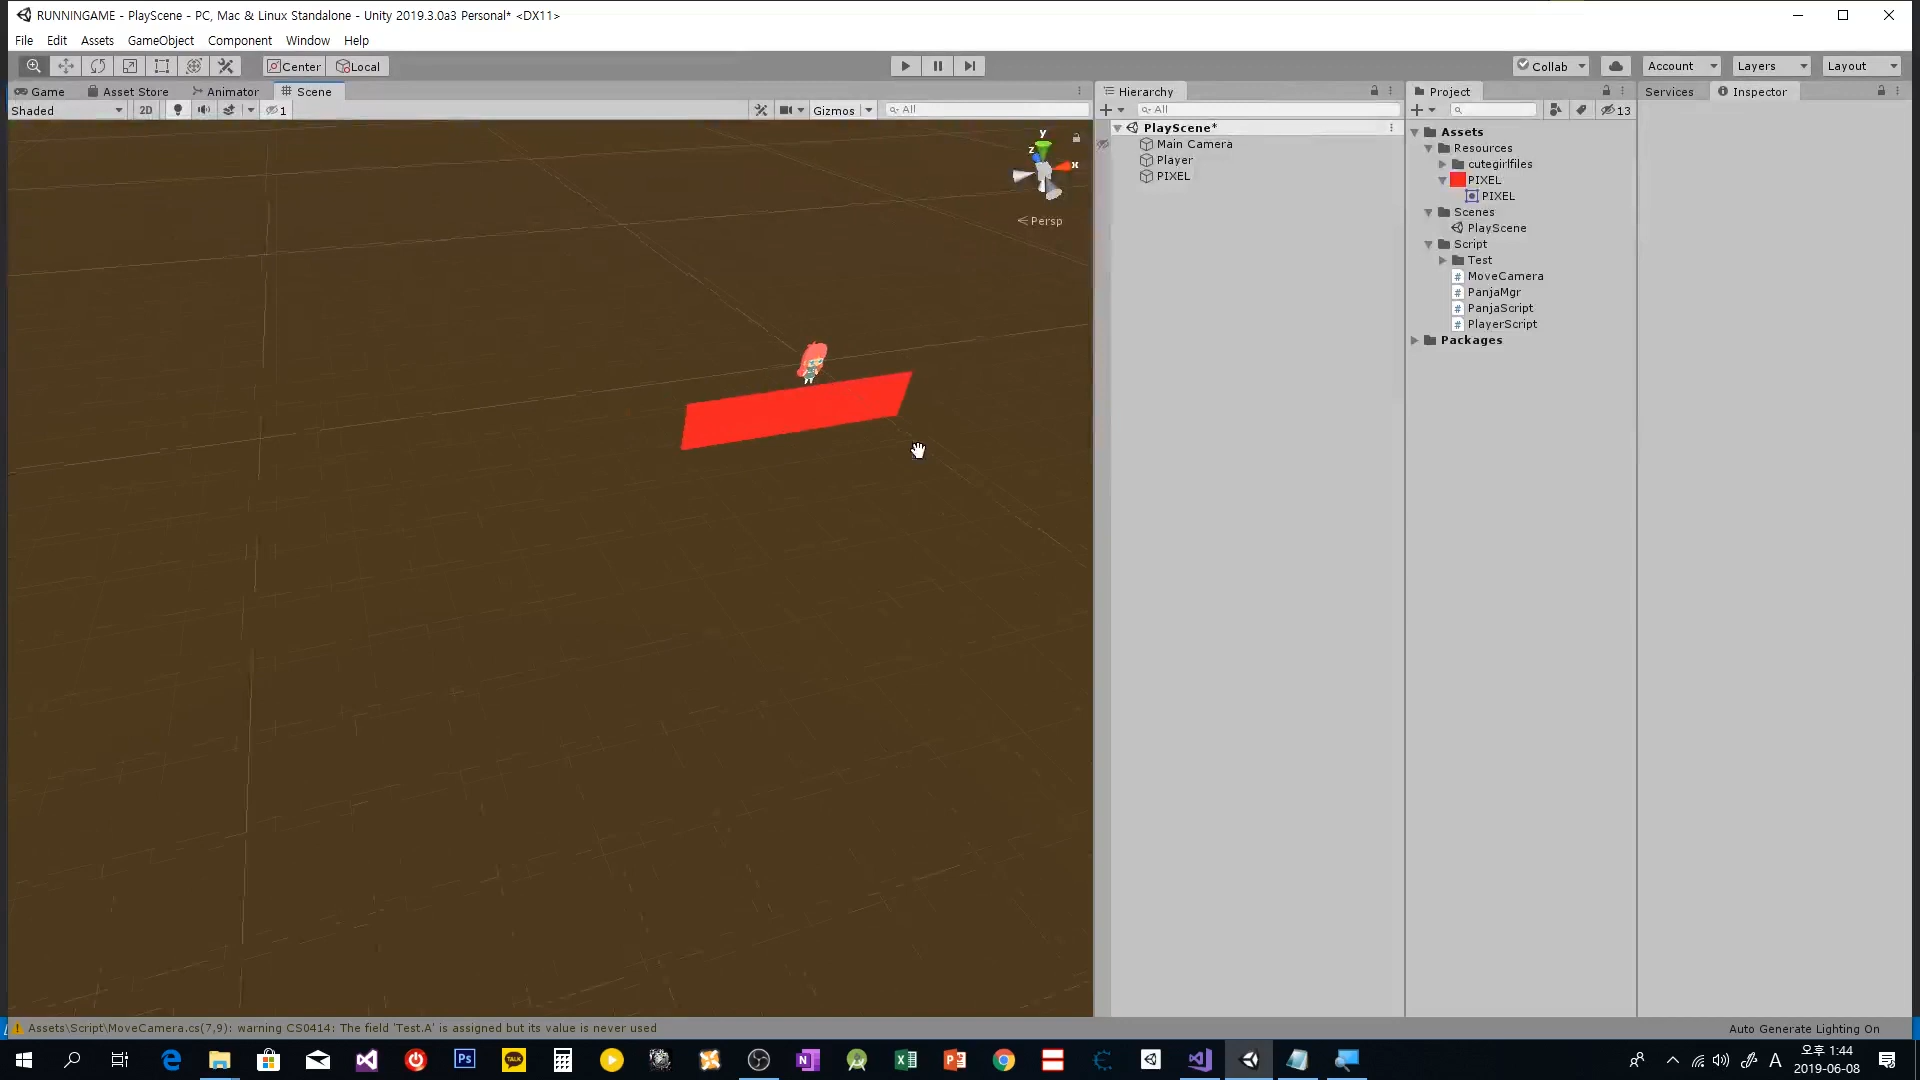 RUNNINGAME - PlayScene - PC, Mac & Linux Standalone - Unity 2019.3.0a3 Personal* <DX11>
File Edit Assets GameObject Component Window Help
Center Local Collab Account Layers Layout
Game Asset Store Animator Scene
Shaded 2D 1 Gizmos All
y
z
x
Persp
Hierarchy
All
PlayScene*
Main Camera
Player
PIXEL
Project
13
Assets
Resources
cutegirlfiles
PIXEL
PIXEL
Scenes
PlayScene
Script
Test
MoveCamera
PanjaMgr
PanjaScript
PlayerScript
Packages
Services Inspector
Assets\Script\MoveCamera.cs(7,9): warning CS0414: The field 'Test.A' is assigned but its value is never used
Auto Generate Lighting On
Ps
TALK
A
오후 1:44
2019-06-08